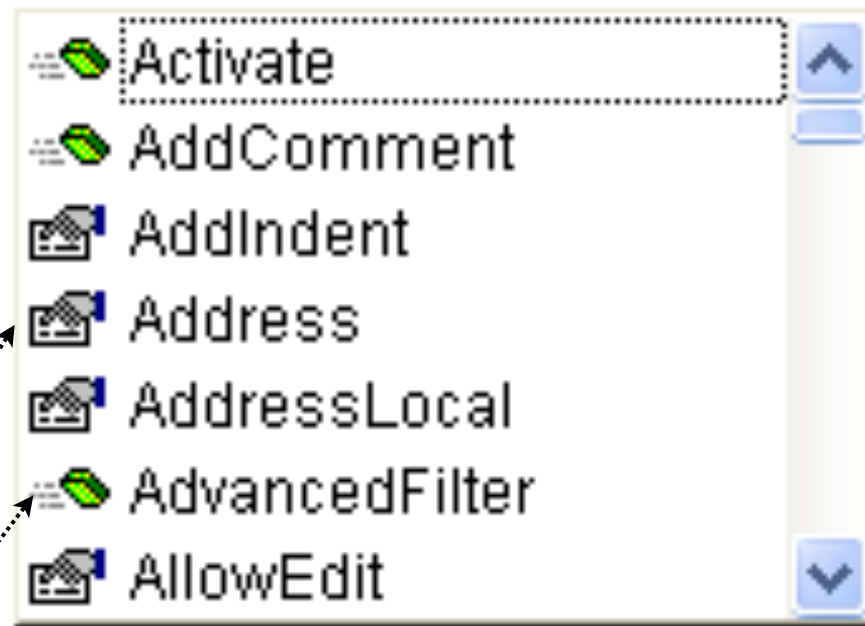 Activate
AddComment
AddIndent
Address
AddressLocal
AdvancedFilter
AllowEdit